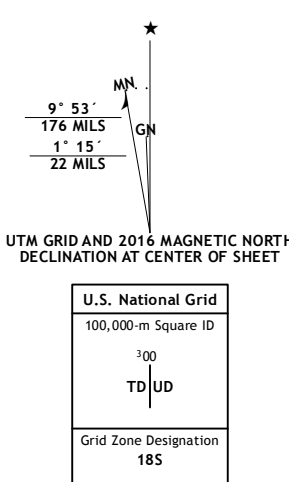 ★
MN
9° 53´
176 MILS
GN
1° 15´
22 MILS
UTM GRID AND 2016 MAGNETIC NORTH
DECLINATION AT CENTER OF SHEET
U.S. National Grid
100,000-m Square ID
³00
TD UD
Grid Zone Designation
18S